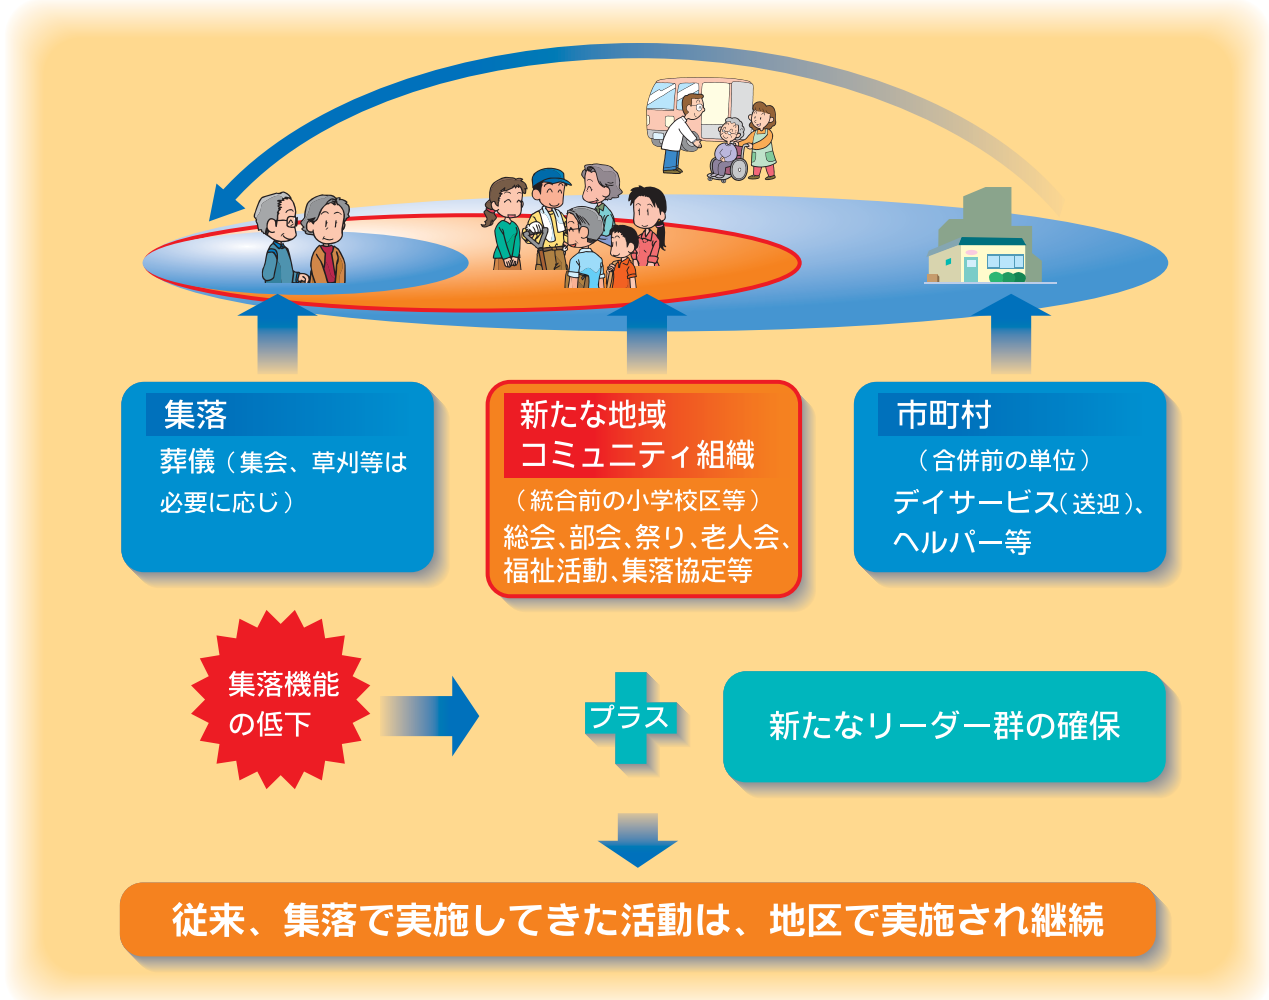 集落
葬儀（集会、草刈等は
必要に応じ）
新たな地域
コミュニティ組織
（統合前の小学校区等）
総会、部会、祭り、老人会、
福祉活動、集落協定等
市町村
（合併前の単位）
デイサービス（送迎）、
ヘルパー等
集落機能
の低下
プラス
新たなリーダー群の確保
従来、集落で実施してきた活動は、地区で実施され継続